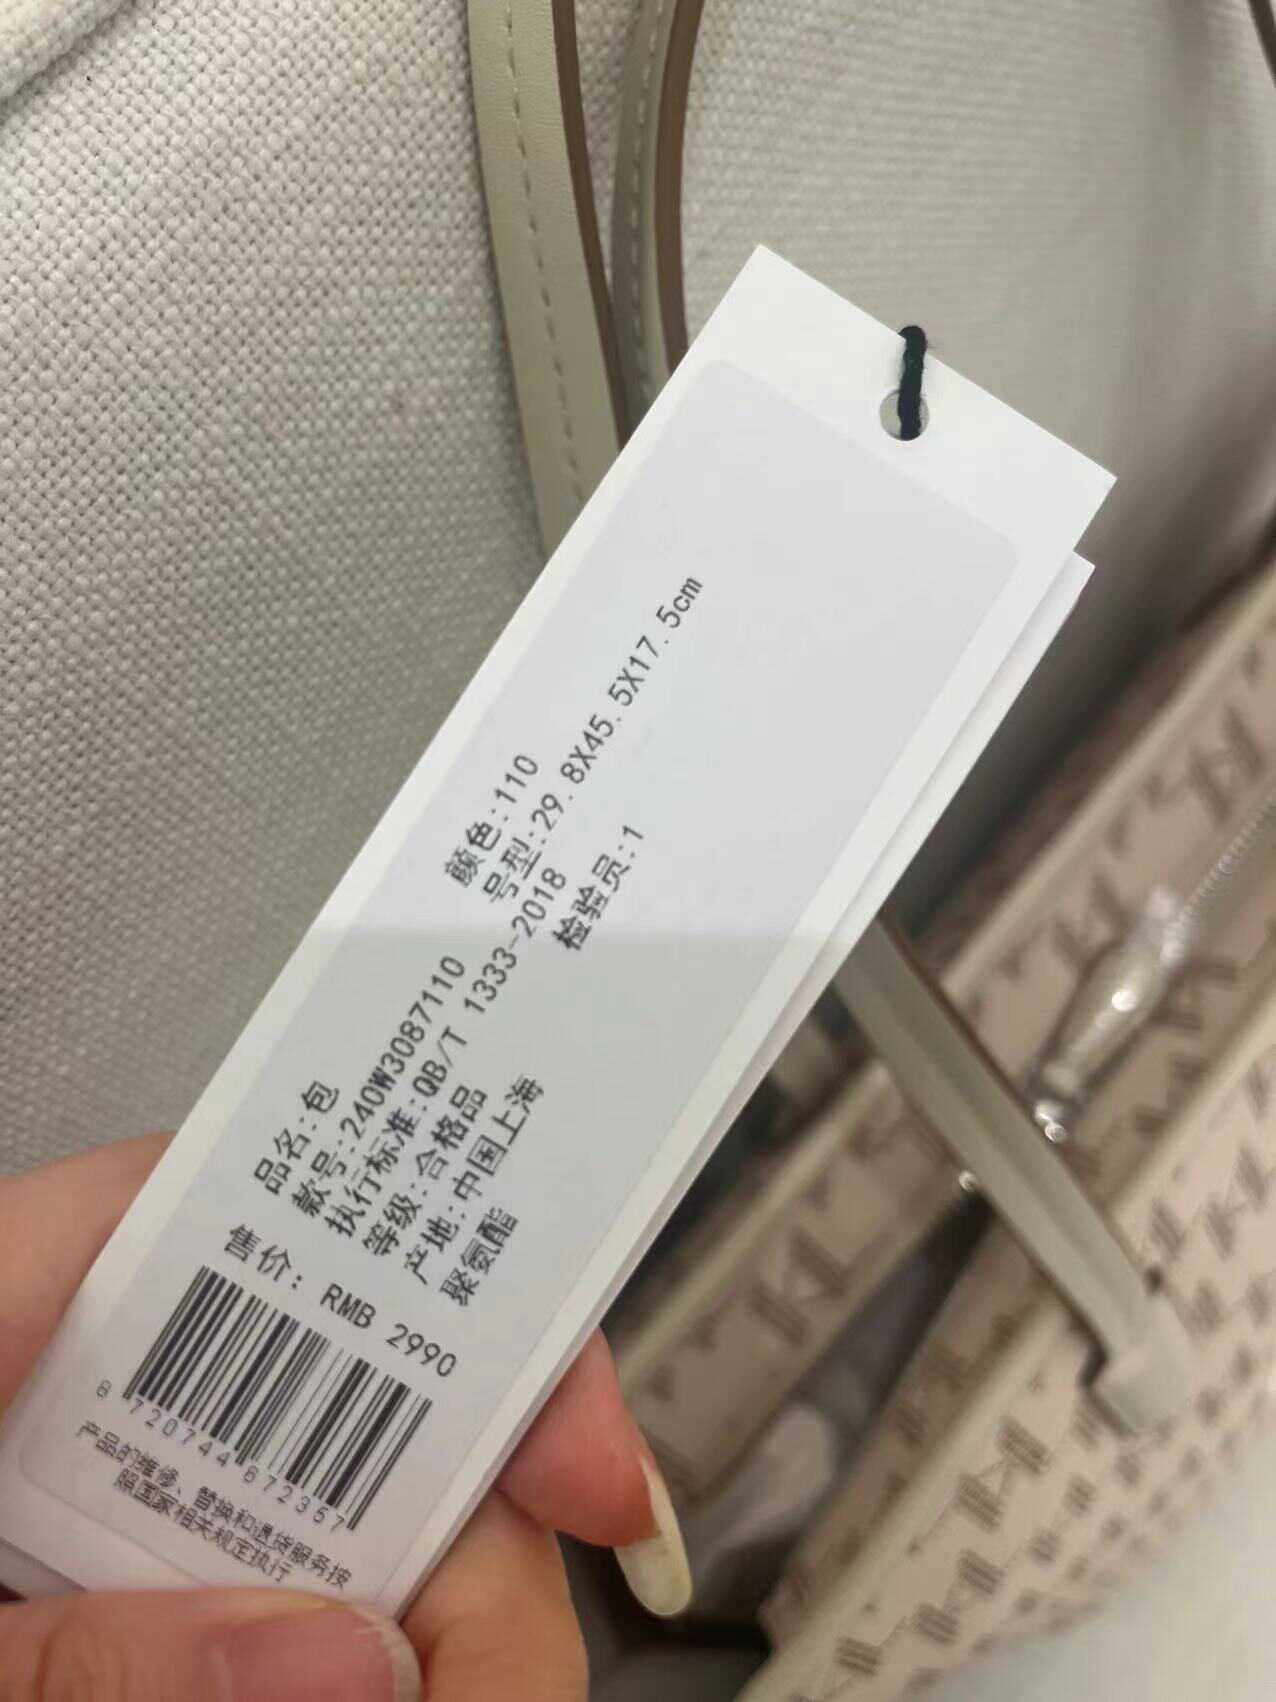 品名:包
款号:240W3087110
颜色:110
执行标准:QB/T 1333-2018
号型:29.8X45.5X17.5cm
等级:合格品
检验员:1
产地:中国上海
聚氨酯
售价: RMB 2990
8 720744 672357
产品的维修、替换和退货服务按
照国家相关规定执行